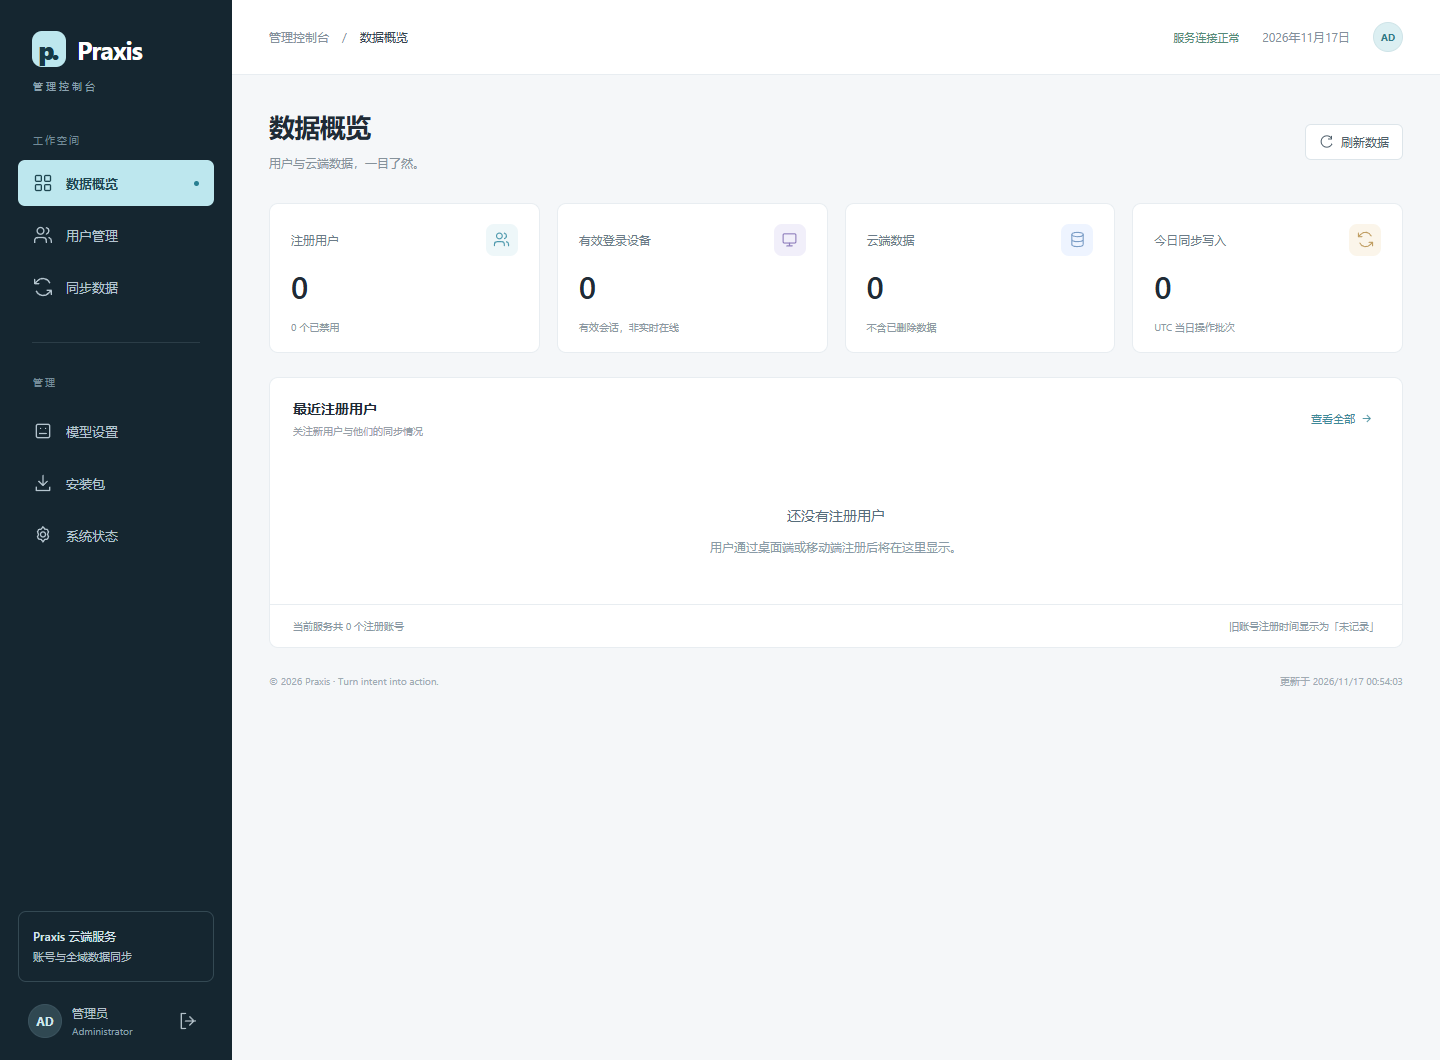 p. Praxis
管理控制台
工作空间
数据概览
用户管理
同步数据
管理
模型设置
安装包
系统状态
Praxis 云端服务
账号与全域数据同步
AD
管理员
Administrator
管理控制台 / 数据概览
服务连接正常
2026年11月17日
AD
数据概览
用户与云端数据，一目了然。
刷新数据
注册用户
0
0 个已禁用
有效登录设备
0
有效会话，非实时在线
云端数据
0
不含已删除数据
今日同步写入
0
UTC 当日操作批次
最近注册用户
关注新用户与他们的同步情况
查看全部 →
还没有注册用户
用户通过桌面端或移动端注册后将在这里显示。
当前服务共 0 个注册账号
旧账号注册时间显示为「未记录」
© 2026 Praxis · Turn intent into action.
更新于 2026/11/17 00:54:03